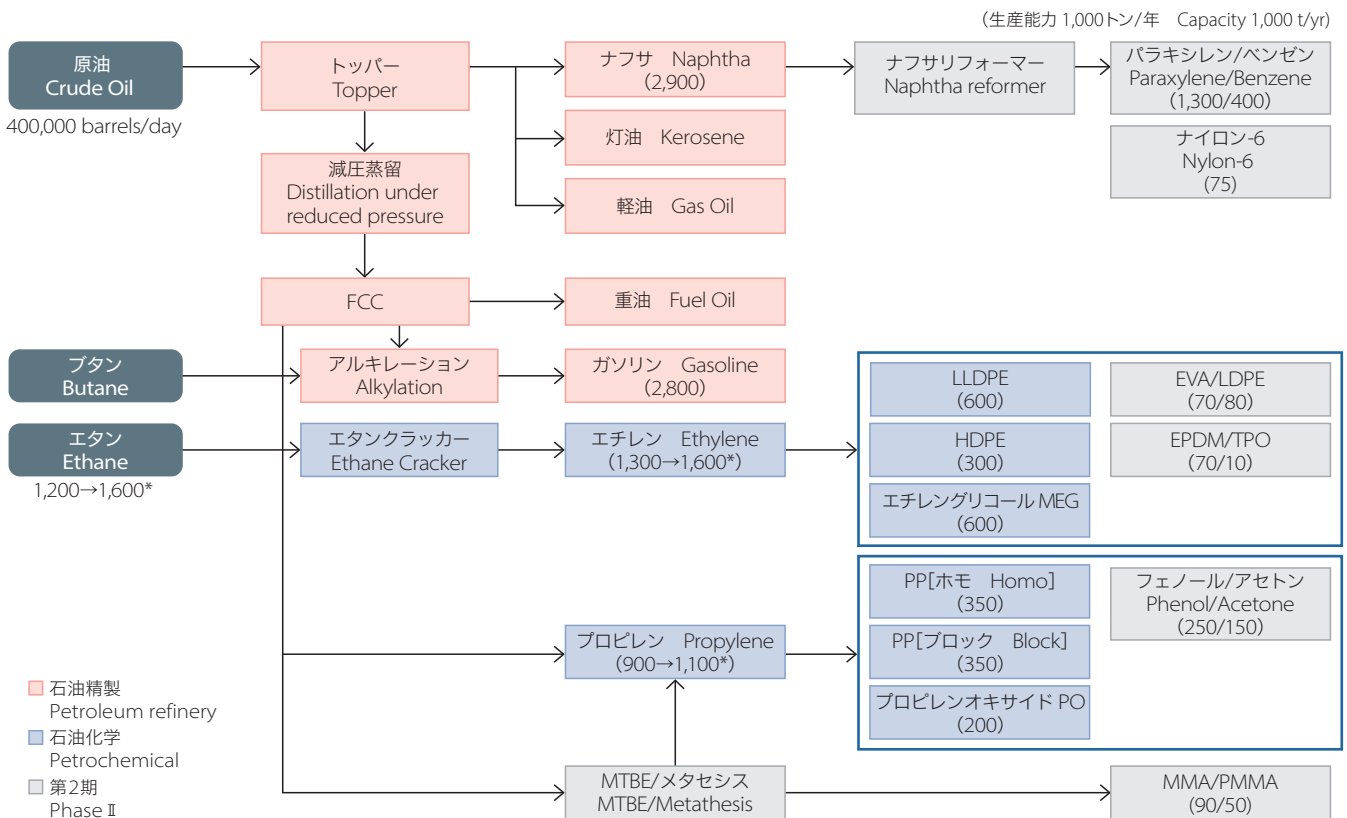 （生産能力 1,000トン/年　Capacity 1,000 t/yr)
原油
Crude Oil
400,000 barrels/day
トッパー
Topper
ナフサ　Naphtha
(2,900)
ナフサリフォーマー
Naphtha reformer
パラキシレン/ベンゼン
Paraxylene/Benzene
(1,300/400)
灯油　Kerosene
ナイロン-6
Nylon-6
(75)
減圧蒸留
Distillation under
reduced pressure
軽油　Gas Oil
FCC
重油　Fuel Oil
ブタン
Butane
アルキレーション
Alkylation
ガソリン　Gasoline
(2,800)
エタン
Ethane
1,200→1,600*
エタンクラッカー
Ethane Cracker
エチレン　Ethylene
(1,300→1,600*)
LLDPE
(600)
EVA/LDPE
(70/80)
HDPE
(300)
EPDM/TPO
(70/10)
エチレングリコール MEG
(600)
プロピレン　Propylene
(900→1,100*)
PP[ホモ　Homo]
(350)
フェノール/アセトン
Phenol/Acetone
(250/150)
PP[ブロック　Block]
(350)
プロピレンオキサイド PO
(200)
MTBE/メタセシス
MTBE/Metathesis
MMA/PMMA
(90/50)
石油精製
Petroleum refinery
石油化学
Petrochemical
第2期
Phase Ⅱ